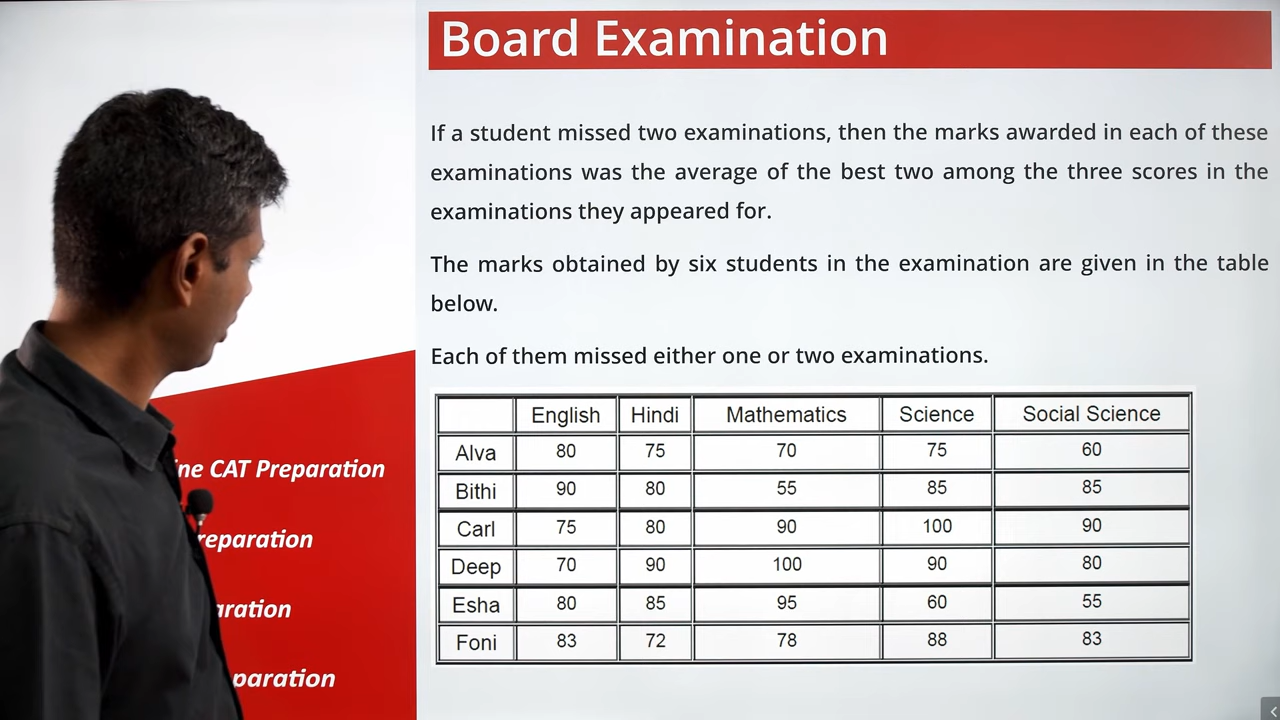 Board Examination
If a student missed two examinations, then the marks awarded in each of these
examinations was the average of the best two among the three scores in the
examinations they appeared for.
The marks obtained by six students in the examination are given in the table
below.
Each of them missed either one or two examinations.
English Hindi Mathematics Science Social Science
Alva 80 75 70 75 60
Bithi 90 80 55 85 85
Carl 75 80 90 100 90
Deep 70 90 100 90 80
Esha 80 85 95 60 55
Foni 83 72 78 88 83
CAT Preparation